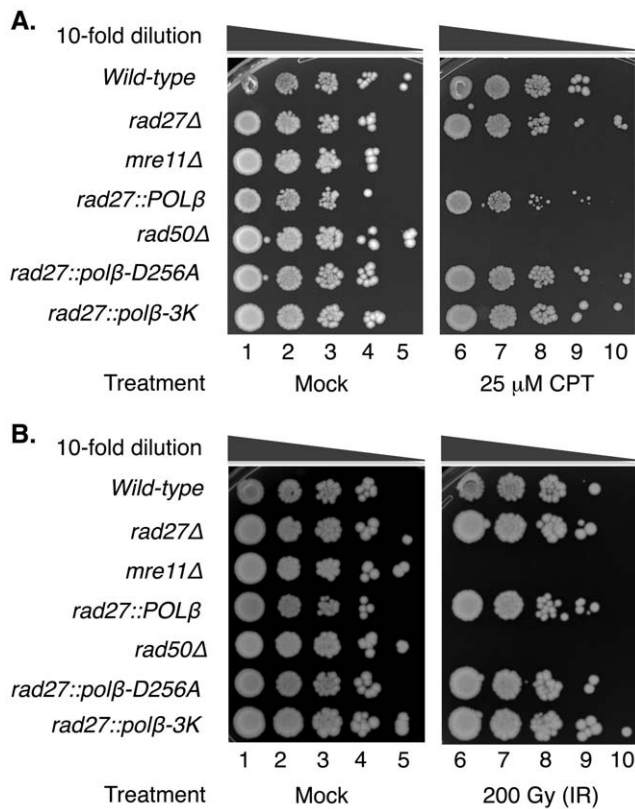 A.
10-fold dilution
Wild-type
rad27Δ
mre11Δ
rad27::POLβ
rad50Δ
rad27::polβ-D256A
rad27::polβ-3K
1 2 3 4 5 6 7 8 9 10
Treatment Mock 25 μM CPT
B.
10-fold dilution
Wild-type
rad27Δ
mre11Δ
rad27::POLβ
rad50Δ
rad27::polβ-D256A
rad27::polβ-3K
1 2 3 4 5 6 7 8 9 10
Treatment Mock 200 Gy (IR)